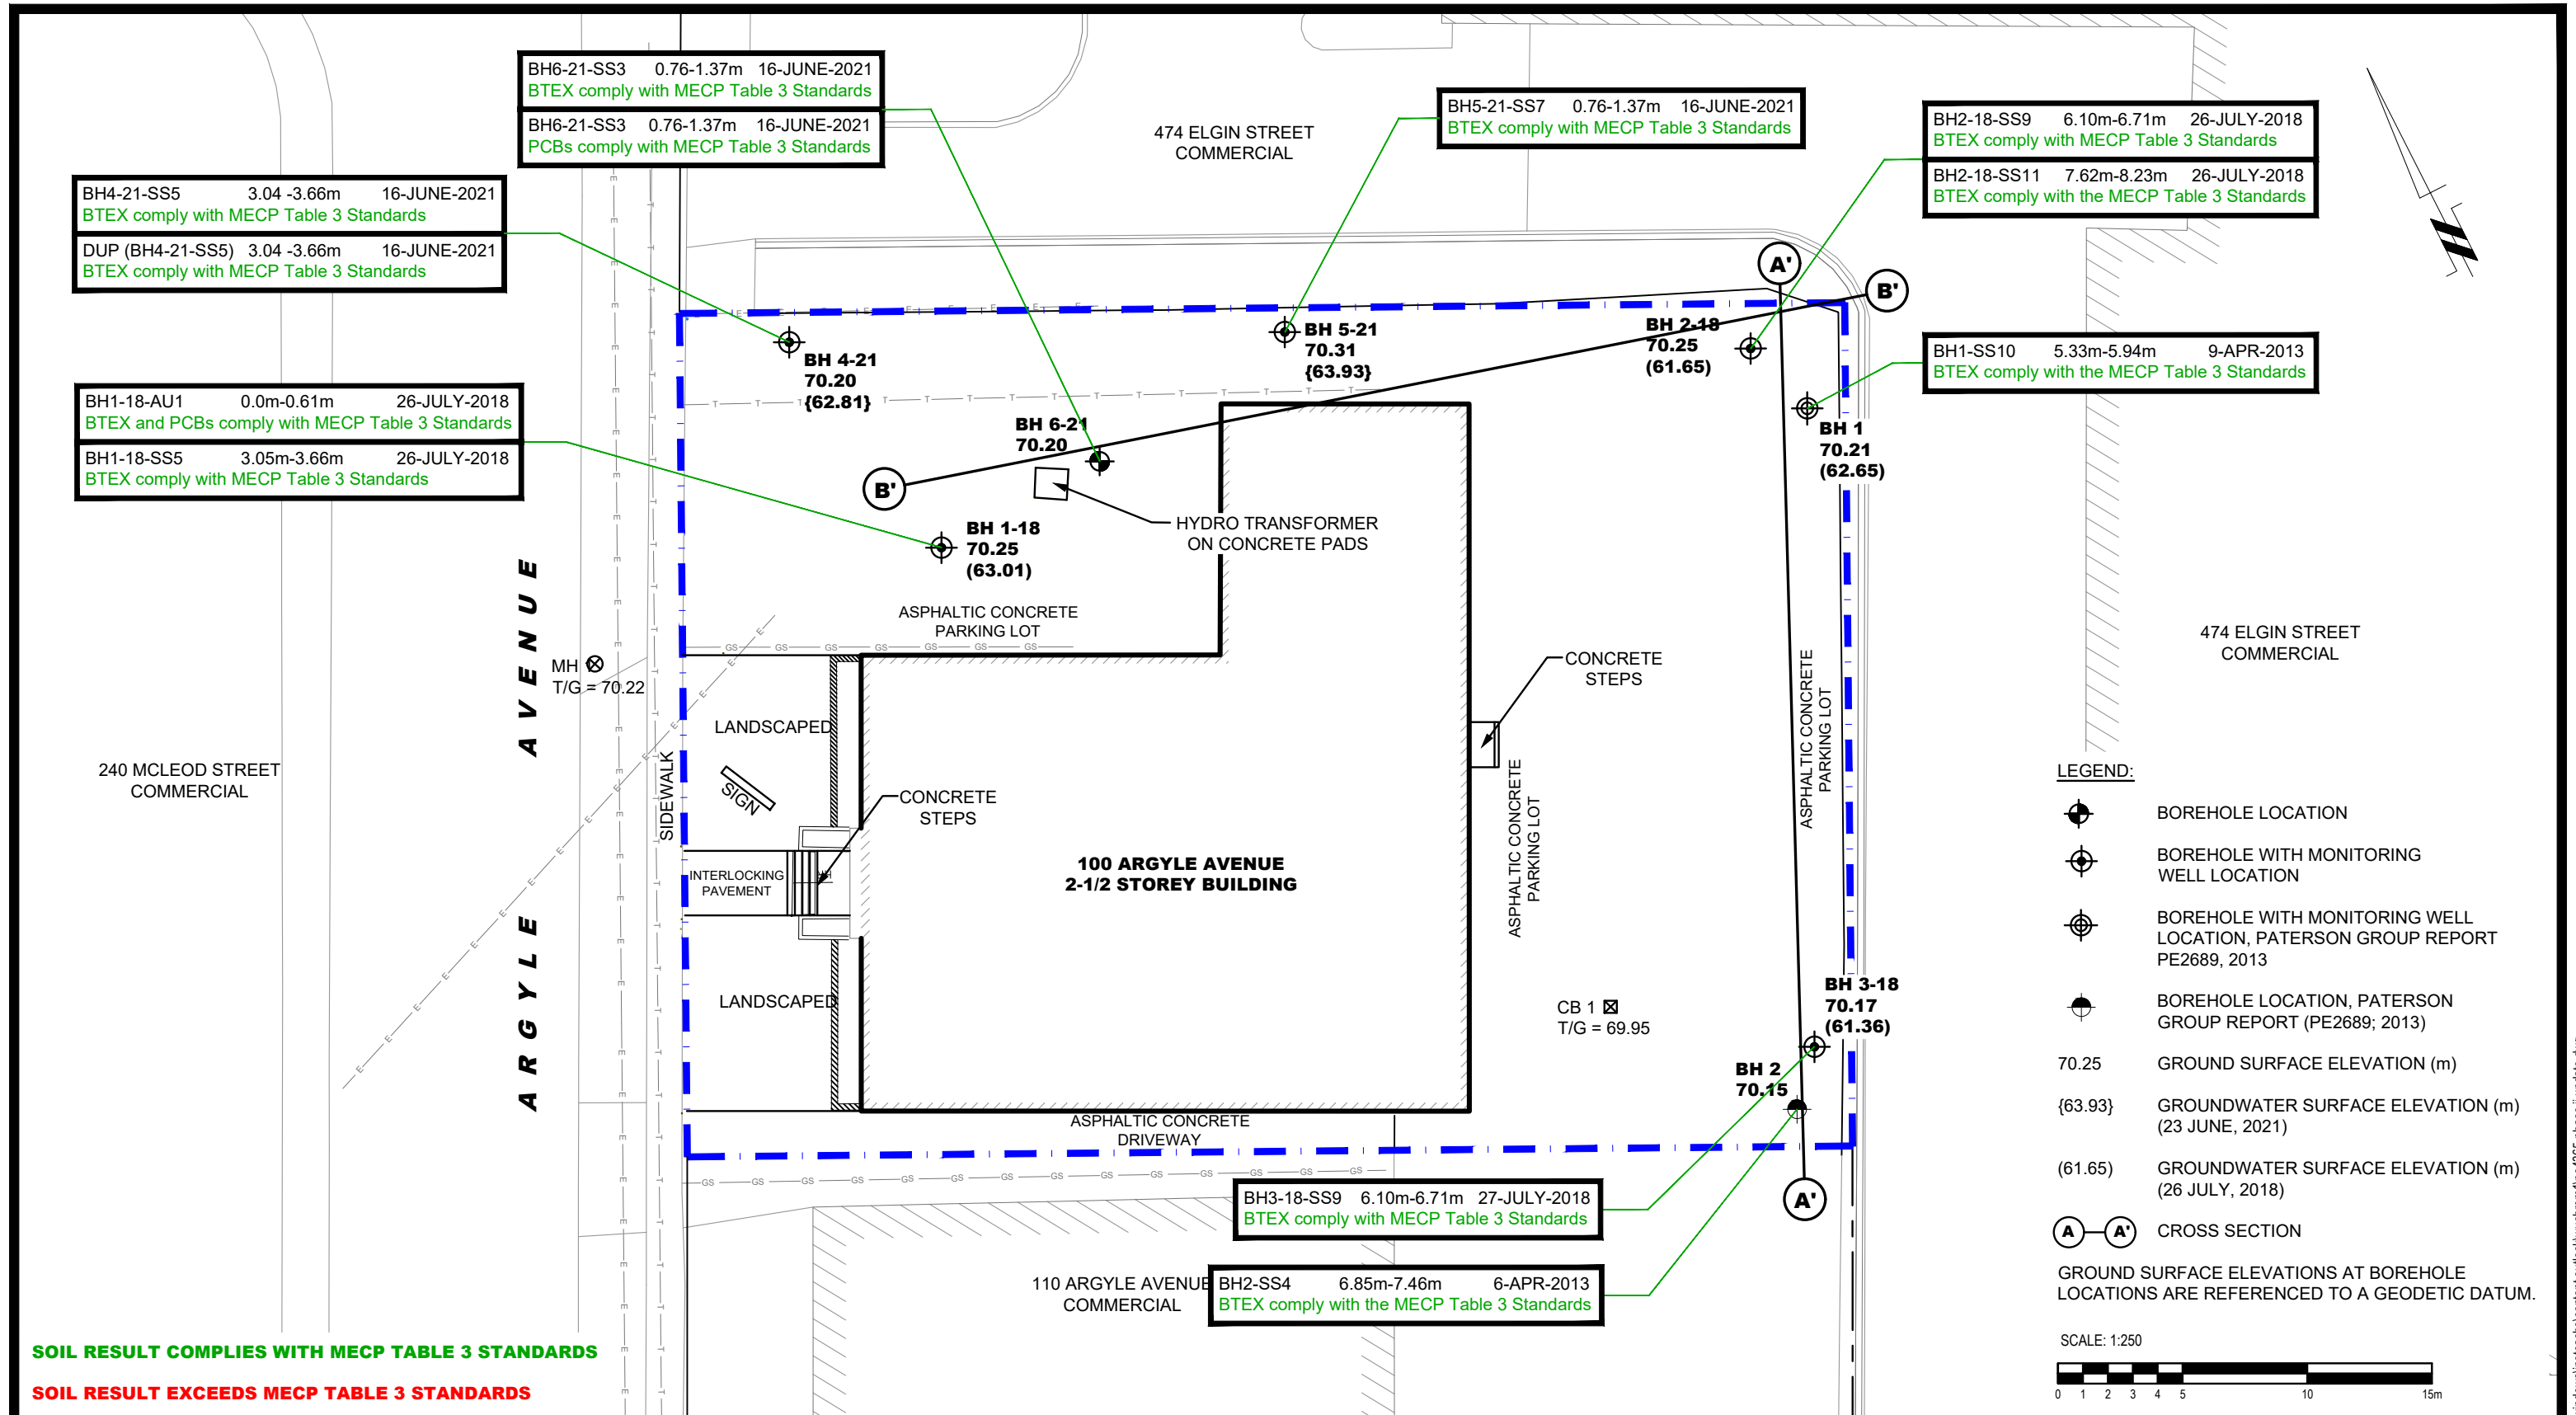 BH6-21-SS3 0.76-1.37m 16-JUNE-2021
BTEX comply with MECP Table 3 Standards
BH6-21-SS3 0.76-1.37m 16-JUNE-2021
PCBs comply with MECP Table 3 Standards
474 ELGIN STREET
COMMERCIAL
BH5-21-SS7 0.76-1.37m 16-JUNE-2021
BTEX comply with MECP Table 3 Standards
BH2-18-SS9 6.10m-6.71m 26-JULY-2018
BTEX comply with MECP Table 3 Standards
BH2-18-SS11 7.62m-8.23m 26-JULY-2018
BTEX comply with the MECP Table 3 Standards
BH4-21-SS5 3.04 -3.66m 16-JUNE-2021
BTEX comply with MECP Table 3 Standards
DUP (BH4-21-SS5) 3.04 -3.66m 16-JUNE-2021
BTEX comply with MECP Table 3 Standards
A'
B'
BH1-SS10 5.33m-5.94m 9-APR-2013
BTEX comply with the MECP Table 3 Standards
BH 4-21
70.20
{62.81}
BH 5-21
70.31
{63.93}
BH 2-18
70.25
(61.65)
BH1-18-AU1 0.0m-0.61m 26-JULY-2018
BTEX and PCBs comply with MECP Table 3 Standards
BH1-18-SS5 3.05m-3.66m 26-JULY-2018
BTEX comply with MECP Table 3 Standards
BH 6-21
70.20
BH 1
70.21
(62.65)
B'
HYDRO TRANSFORMER
ON CONCRETE PADS
BH 1-18
70.25
(63.01)
ASPHALTIC CONCRETE
PARKING LOT
MH
T/G = 70.22
ARGYLE AVENUE
SIDEWALK
LANDSCAPED
SIGN
CONCRETE
STEPS
CONCRETE
STEPS
ASPHALTIC CONCRETE
PARKING LOT
ASPHALTIC CONCRETE
PARKING LOT
474 ELGIN STREET
COMMERCIAL
240 MCLEOD STREET
COMMERCIAL
INTERLOCKING
PAVEMENT
100 ARGYLE AVENUE
2-1/2 STOREY BUILDING
LANDSCAPED
CB 1
T/G = 69.95
BH 3-18
70.17
(61.36)
BH 2
70.15
ASPHALTIC CONCRETE
DRIVEWAY
A'
BH3-18-SS9 6.10m-6.71m 27-JULY-2018
BTEX comply with MECP Table 3 Standards
110 ARGYLE AVENUE
COMMERCIAL
BH2-SS4 6.85m-7.46m 6-APR-2013
BTEX comply with the MECP Table 3 Standards
LEGEND:
BOREHOLE LOCATION
BOREHOLE WITH MONITORING
WELL LOCATION
BOREHOLE WITH MONITORING WELL
LOCATION, PATERSON GROUP REPORT
PE2689, 2013
BOREHOLE LOCATION, PATERSON
GROUP REPORT (PE2689; 2013)
70.25 GROUND SURFACE ELEVATION (m)
{63.93} GROUNDWATER SURFACE ELEVATION (m)
(23 JUNE, 2021)
(61.65) GROUNDWATER SURFACE ELEVATION (m)
(26 JULY, 2018)
A A' CROSS SECTION
GROUND SURFACE ELEVATIONS AT BOREHOLE
LOCATIONS ARE REFERENCED TO A GEODETIC DATUM.
SCALE: 1:250
0 1 2 3 4 5 10 15m
SOIL RESULT COMPLIES WITH MECP TABLE 3 STANDARDS
SOIL RESULT EXCEEDS MECP TABLE 3 STANDARDS